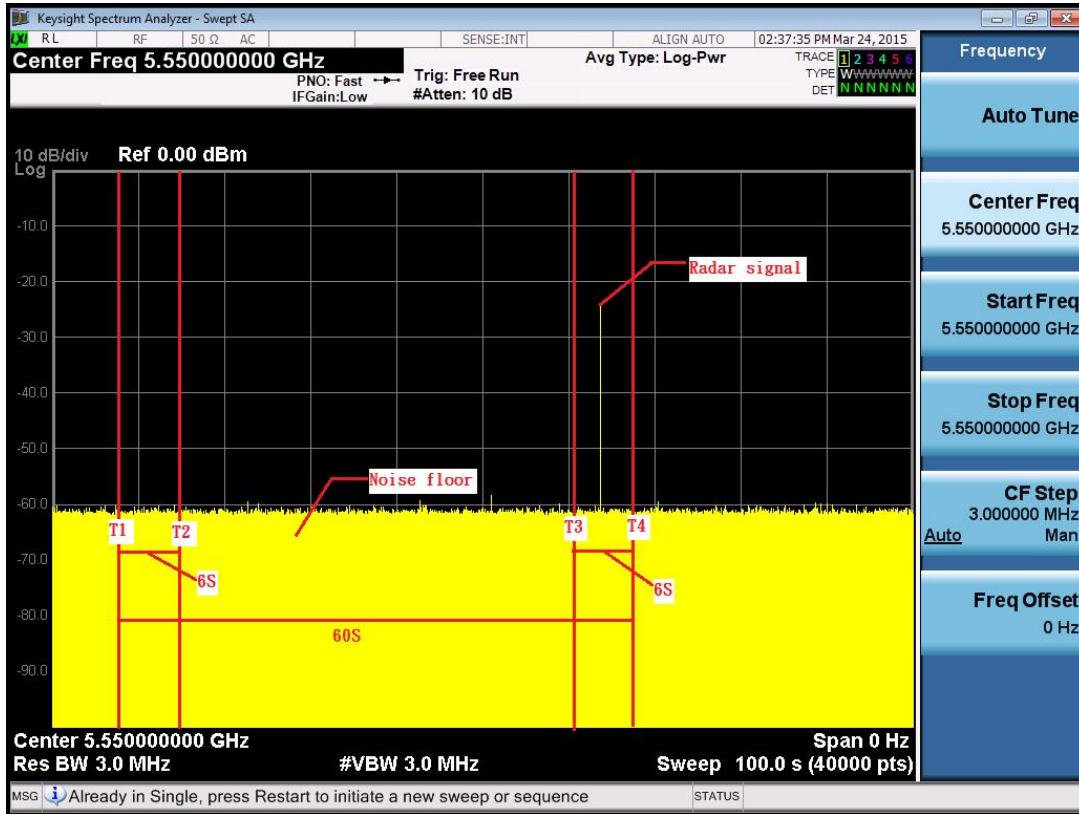 Keysight Spectrum Analyzer - Swept SA
LXI RL RF 50 Ω AC SENSE:INT ALIGN AUTO 02:37:35 PM Mar 24, 2015
Center Freq 5.550000000 GHz
PNO: Fast
IFGain:Low
Trig: Free Run
#Atten: 10 dB
Avg Type: Log-Pwr
TRACE 1 2 3 4 5 6
TYPE WWWWWW
DET N N N N N N
10 dB/div Ref 0.00 dBm
Log
-10.0
-20.0
-30.0
-40.0
-50.0
-60.0
-70.0
-80.0
-90.0
Radar signal
Noise floor
T1
T2
T3
T4
6S
6S
60S
Center 5.550000000 GHz Span 0 Hz
Res BW 3.0 MHz #VBW 3.0 MHz Sweep 100.0 s (40000 pts)
MSG Already in Single, press Restart to initiate a new sweep or sequence STATUS
Frequency
Auto Tune
Center Freq
5.550000000 GHz
Start Freq
5.550000000 GHz
Stop Freq
5.550000000 GHz
CF Step
3.000000 MHz
Auto Man
Freq Offset
0 Hz